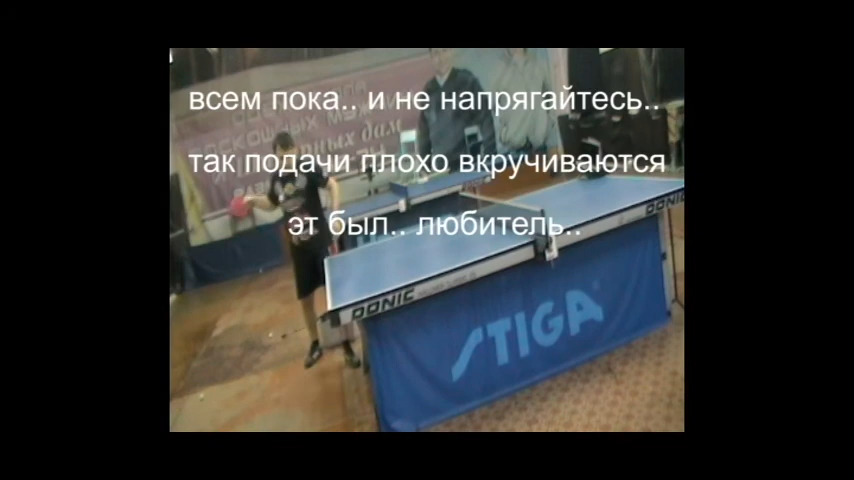 всем пока.. и не напрягайтесь..
так подачи плохо вкручиваются
эт был.. любитель..
DONIC
DONIC
STIGA